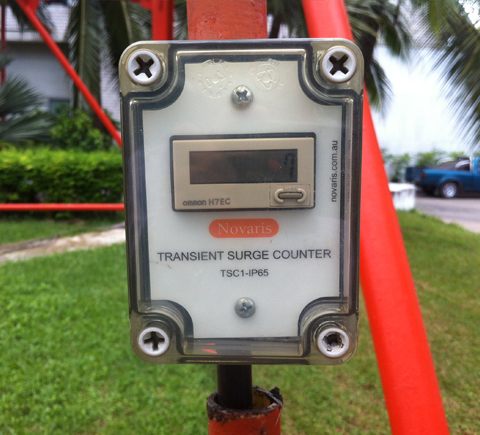 omron H7EC
Novaris
TRANSIENT SURGE COUNTER
TSC1-IP65
novaris.com.au